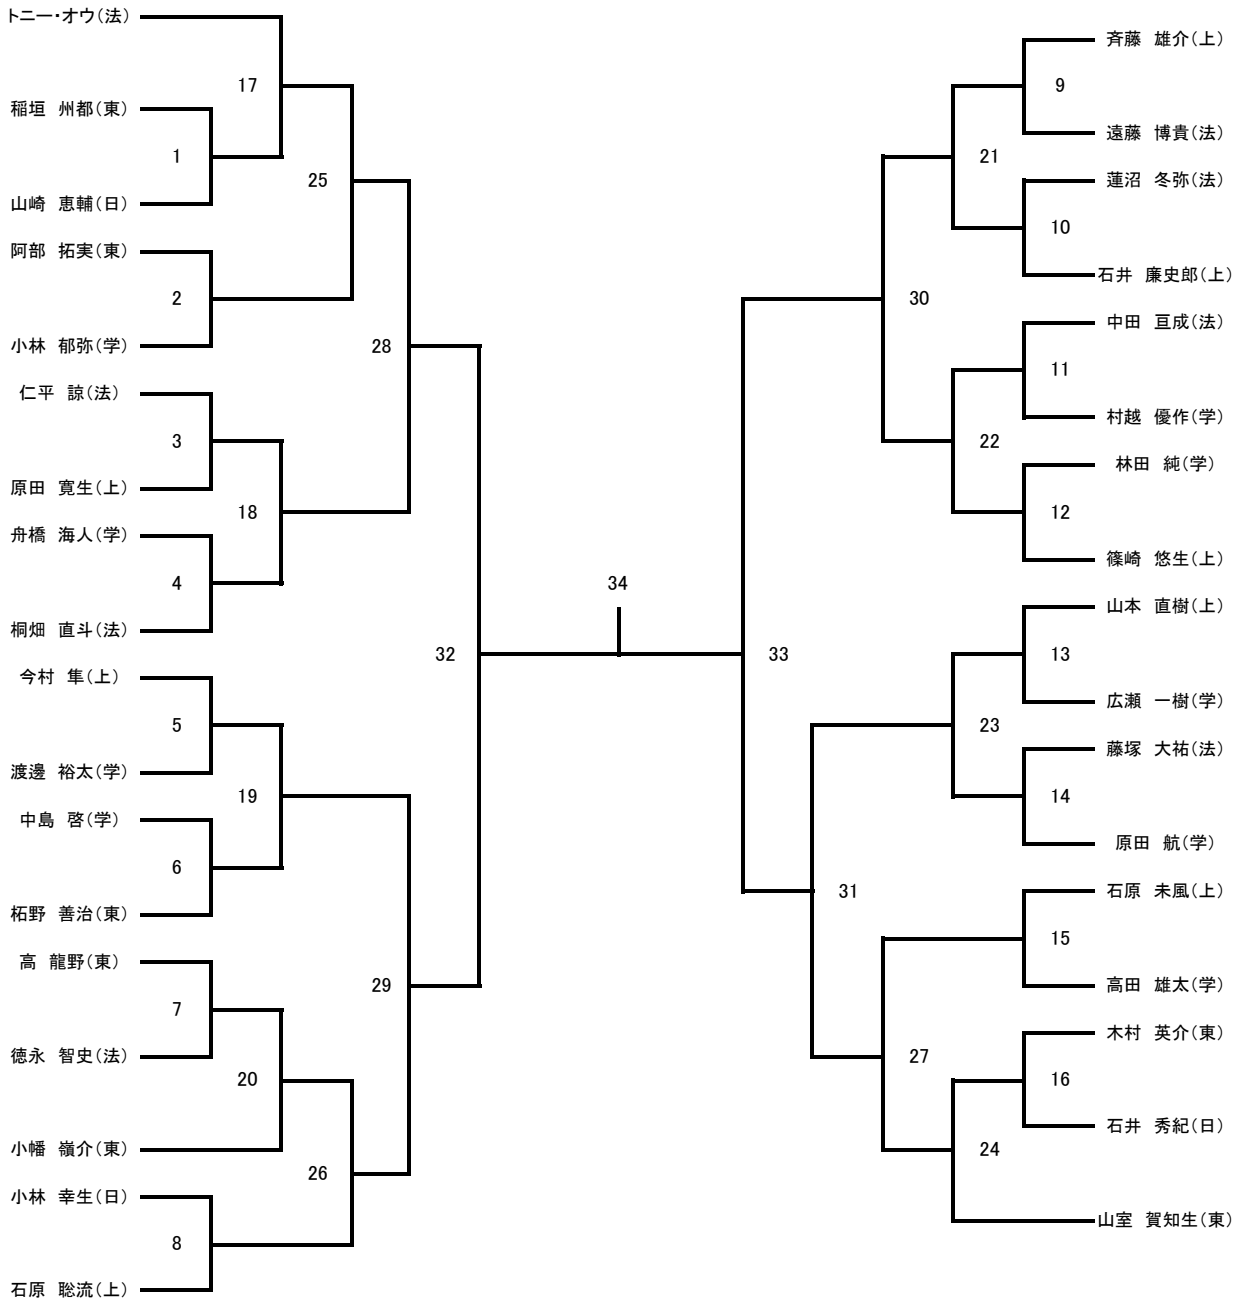 トニー・オウ(法)
17
稲垣 州都(東)
1
25
山崎 恵輔(日)
阿部 拓実(東)
2
小林 郁弥(学)
28
仁平 諒(法)
3
原田 寛生(上)
18
舟橋 海人(学)
4
桐畑 直斗(法)
32
今村 隼(上)
5
渡邊 裕太(学)
19
中島 啓(学)
6
柘野 善治(東)
高 龍野(東)
29
7
徳永 智史(法)
20
小幡 嶺介(東)
26
小林 幸生(日)
8
石原 聡流(上)
34
斉藤 雄介(上)
9
遠藤 博貴(法)
21
蓮沼 冬弥(法)
10
石井 廉史郎(上)
30
中田 亘成(法)
11
村越 優作(学)
22
林田 純(学)
12
篠崎 悠生(上)
山本 直樹(上)
33
13
広瀬 一樹(学)
23
藤塚 大祐(法)
14
原田 航(学)
31
石原 未風(上)
15
高田 雄太(学)
木村 英介(東)
27
16
石井 秀紀(日)
24
山室 賀知生(東)